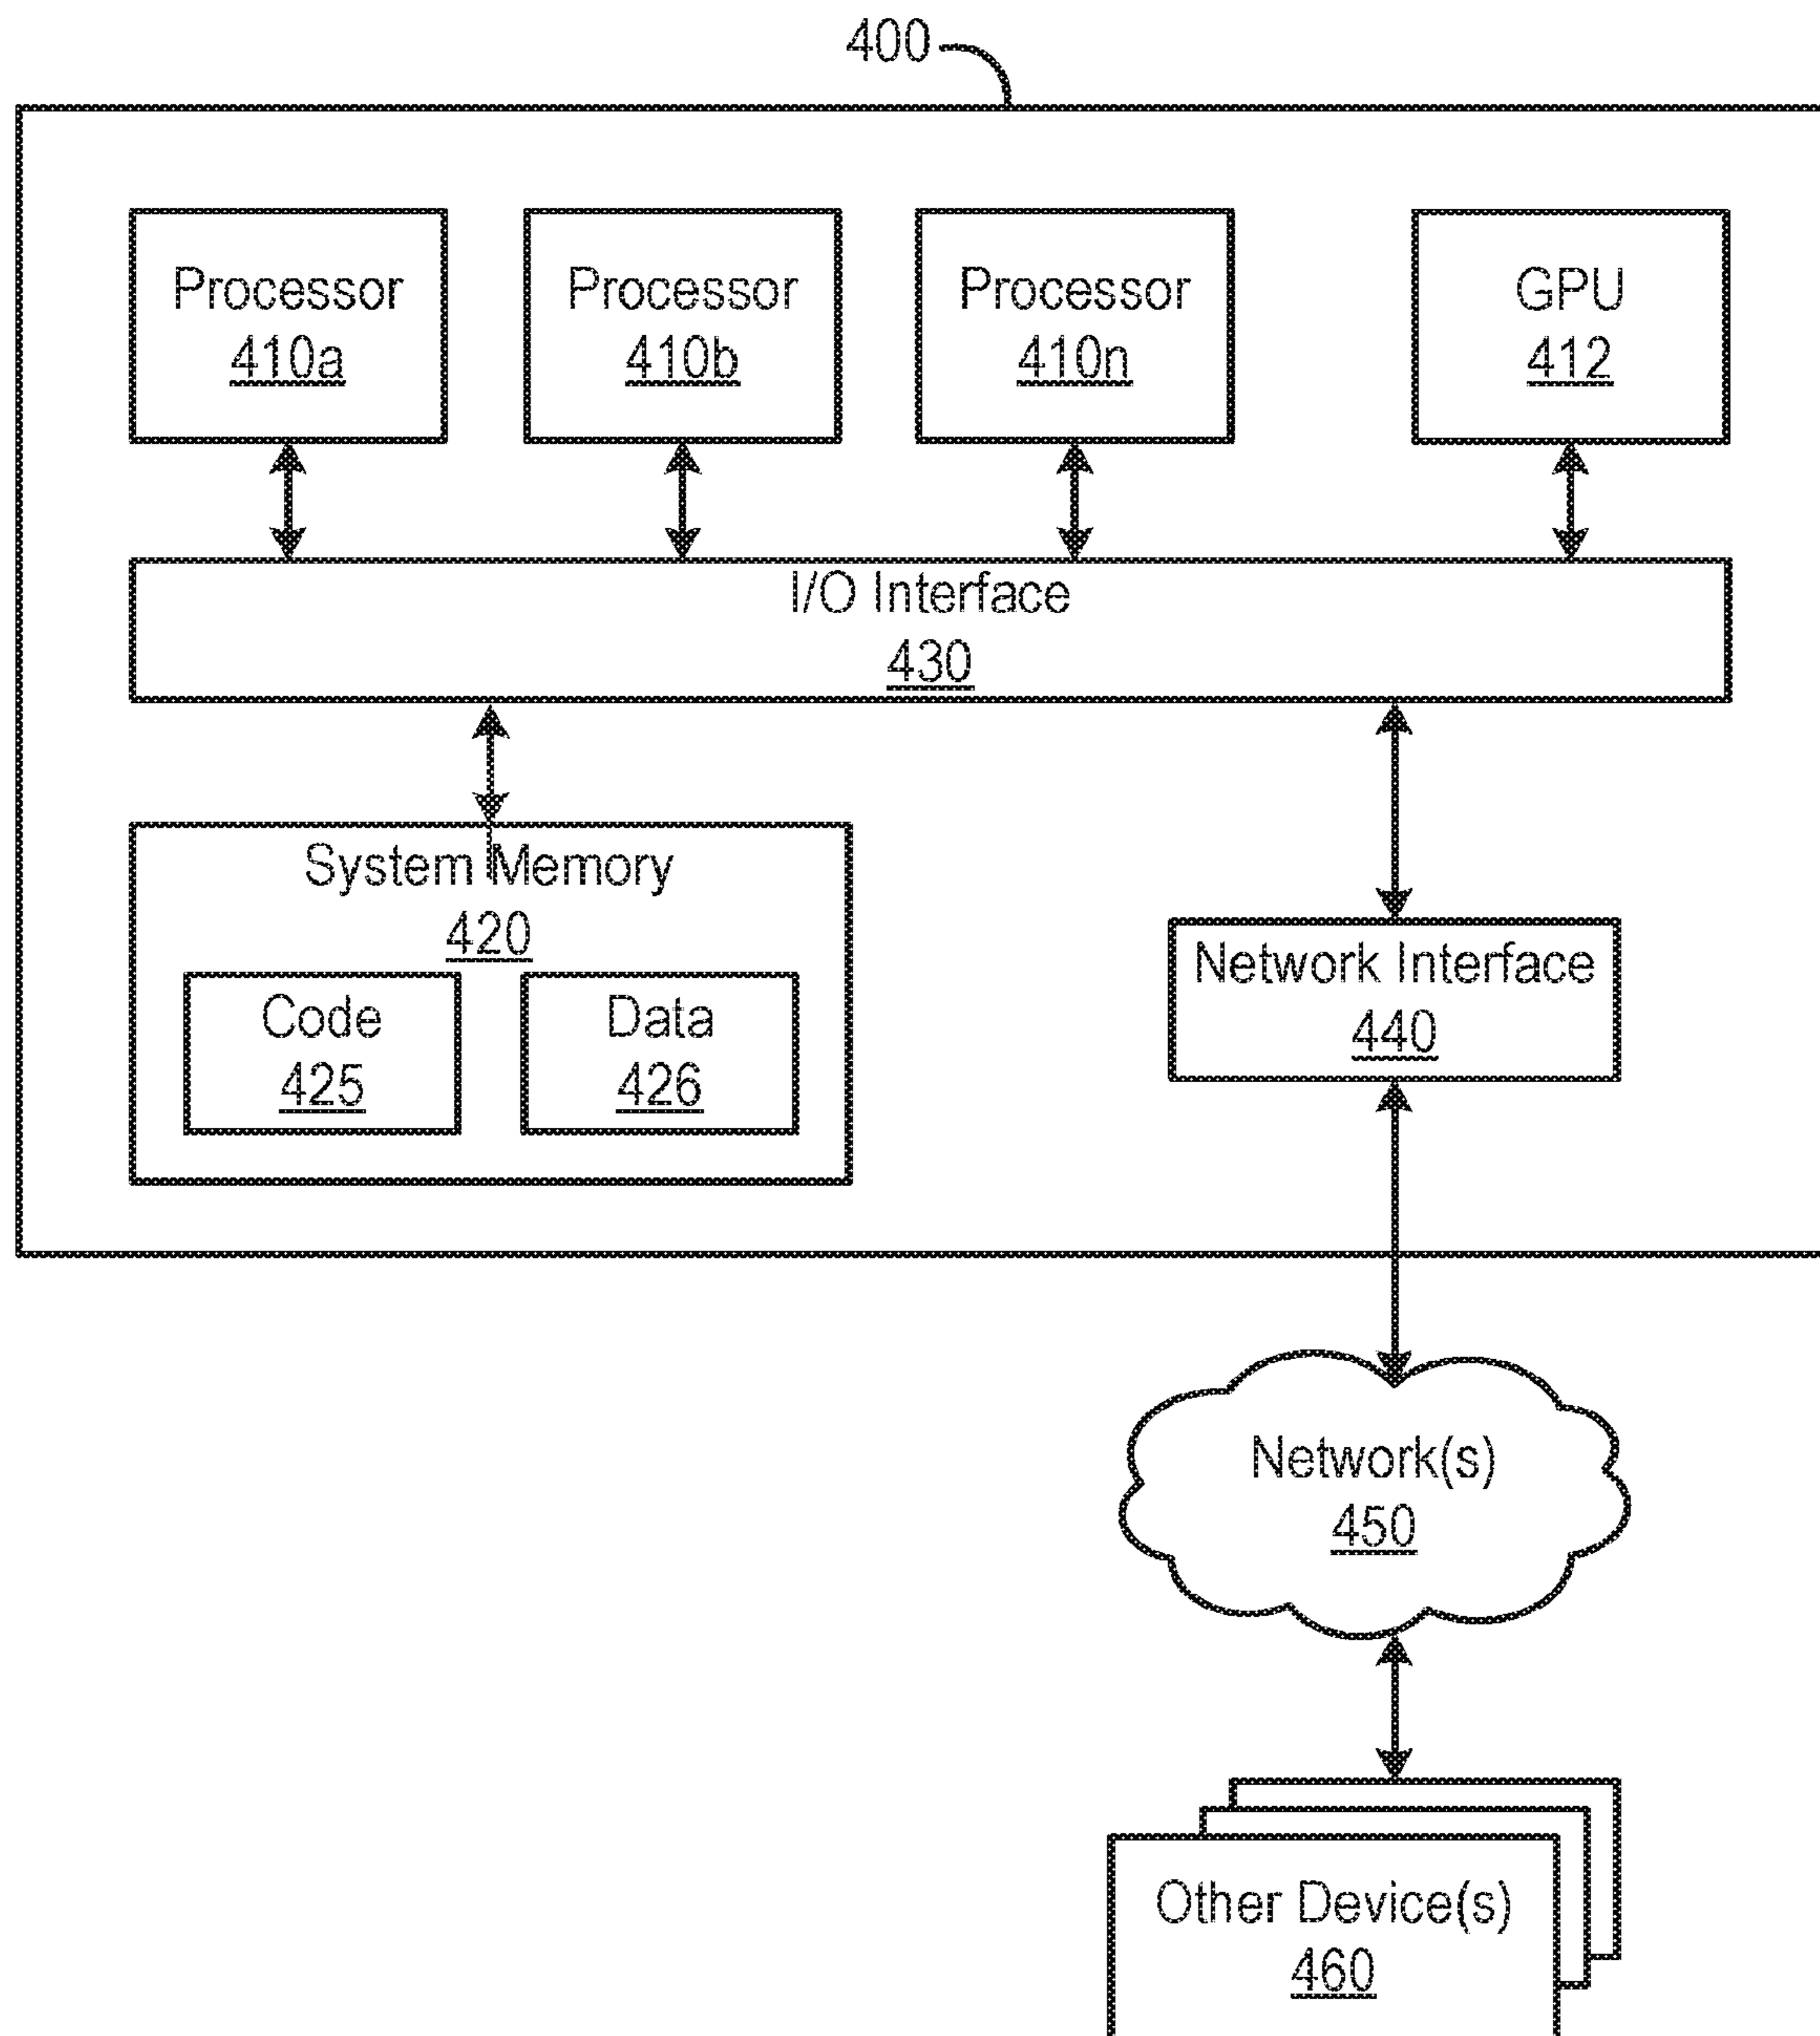 400
Processor
410a
Processor
410b
Processor
410n
GPU
412
I/O Interface
430
System Memory
420
Code
425
Data
426
Network Interface
440
Network(s)
450
Other Device(s)
460